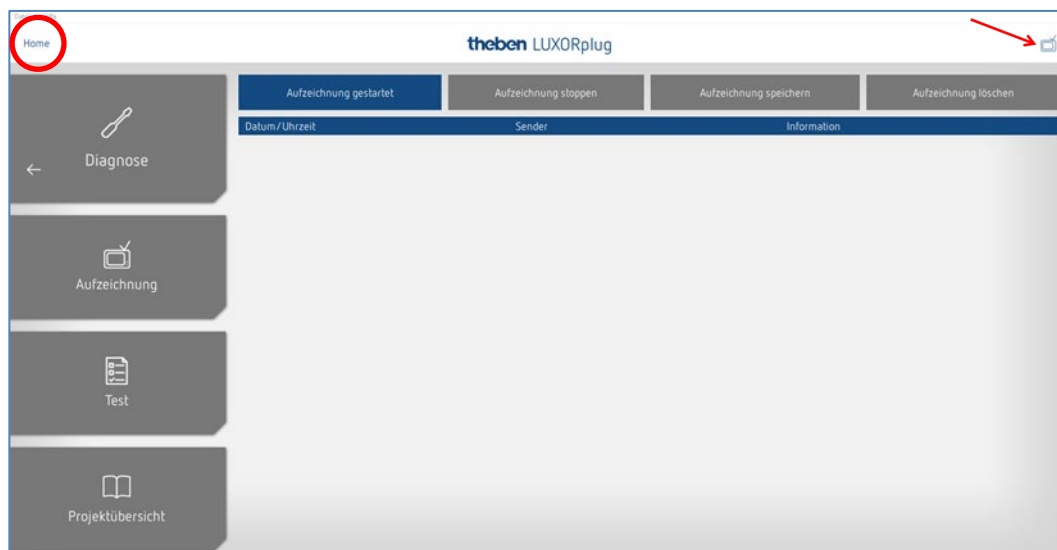 Home
theben LUXORplug
Diagnose
Aufzeichnung
Test
Projektübersicht
Aufzeichnung gestartet
Aufzeichnung stoppen
Aufzeichnung speichern
Aufzeichnung löschen
Datum/Uhrzeit
Sender
Information